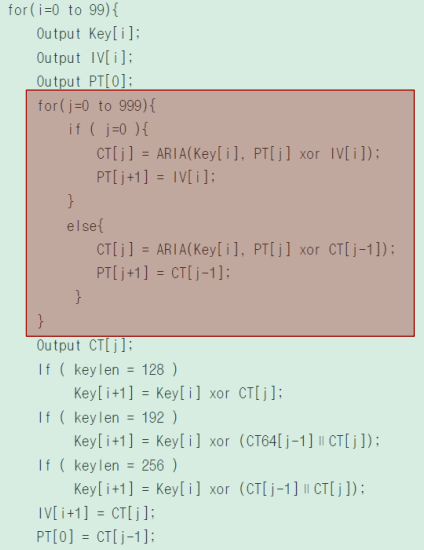 for(i=0 to 99){
Output Key[i];
Output IV[i];
Output PT[0];
for(j=0 to 999){
if ( j=0 ){
CT[j] = ARIA(Key[i], PT[j] xor IV[i]);
PT[j+1] = IV[i];
}
else{
CT[j] = ARIA(Key[i], PT[j] xor CT[j-1]);
PT[j+1] = CT[j-1];
}
}
Output CT[j];
If ( keylen = 128 )
Key[i+1] = Key[i] xor CT[j];
If ( keylen = 192 )
Key[i+1] = Key[i] xor (CT64[j-1] ∥ CT[j]);
If ( keylen = 256 )
Key[i+1] = Key[i] xor (CT[j-1] ∥ CT[j]);
IV[i+1] = CT[j];
PT[0] = CT[j-1];